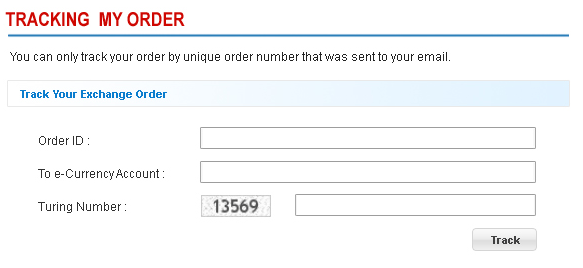 TRACKING MY ORDER
You can only track your order by unique order number that was sent to your email.
Track Your Exchange Order
Order ID :
To e-Currency Account :
Turing Number :
13569
Track